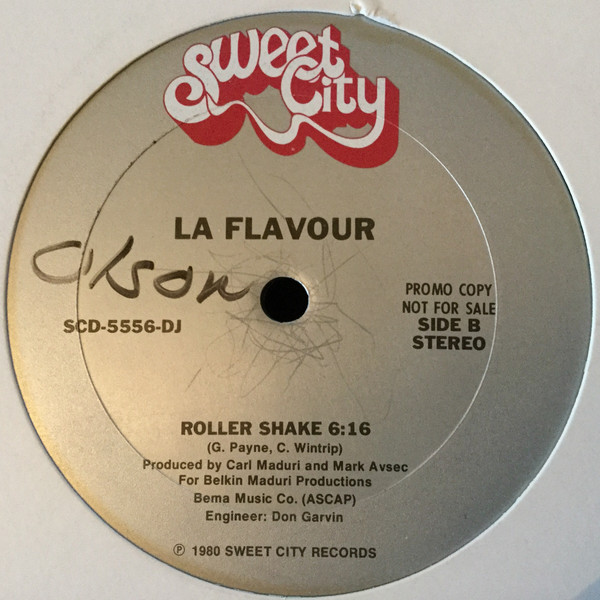 Sweet
City
LA FLAVOUR
Olson
SCD-5556-DJ
PROMO COPY
NOT FOR SALE
SIDE B
STEREO
ROLLER SHAKE 6:16
(G. Payne, C. Wintrip)
Produced by Carl Maduri and Mark Avsec
For Belkin Maduri Productions
Bema Music Co. (ASCAP)
Engineer: Don Garvin
℗ 1980 SWEET CITY RECORDS